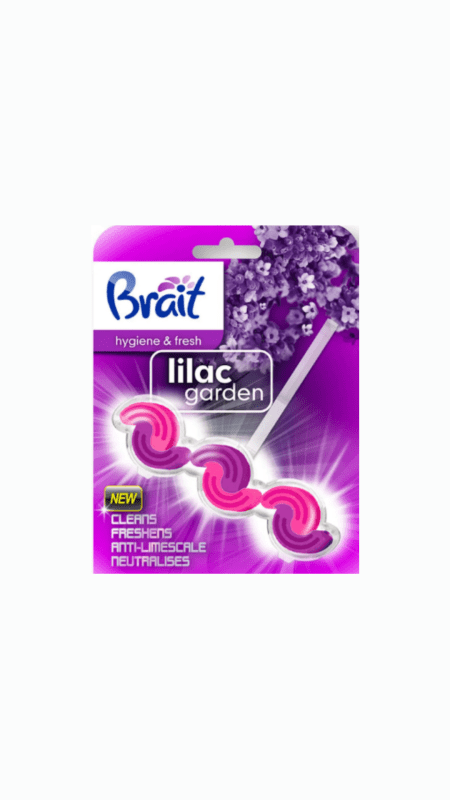 Brait
hygiene & fresh
lilac
garden
NEW
CLEANS
FRESHENS
ANTI-LIMESCALE
NEUTRALISES